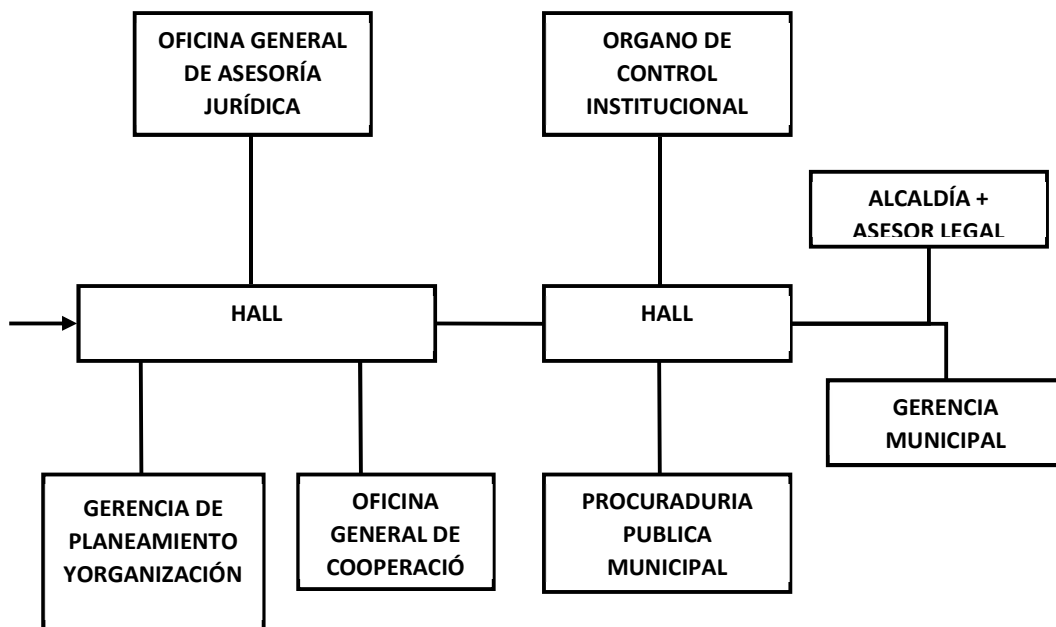 OFICINA GENERAL
DE ASESORÍA
JURÍDICA
ORGANO DE
CONTROL
INSTITUCIONAL
ALCALDÍA +
ASESOR LEGAL
HALL
HALL
GERENCIA
MUNICIPAL
GERENCIA DE
PLANEAMIENTO
YORGANIZACIÓN
OFICINA
GENERAL DE
COOPERACIÓ
PROCURADURIA
PUBLICA
MUNICIPAL